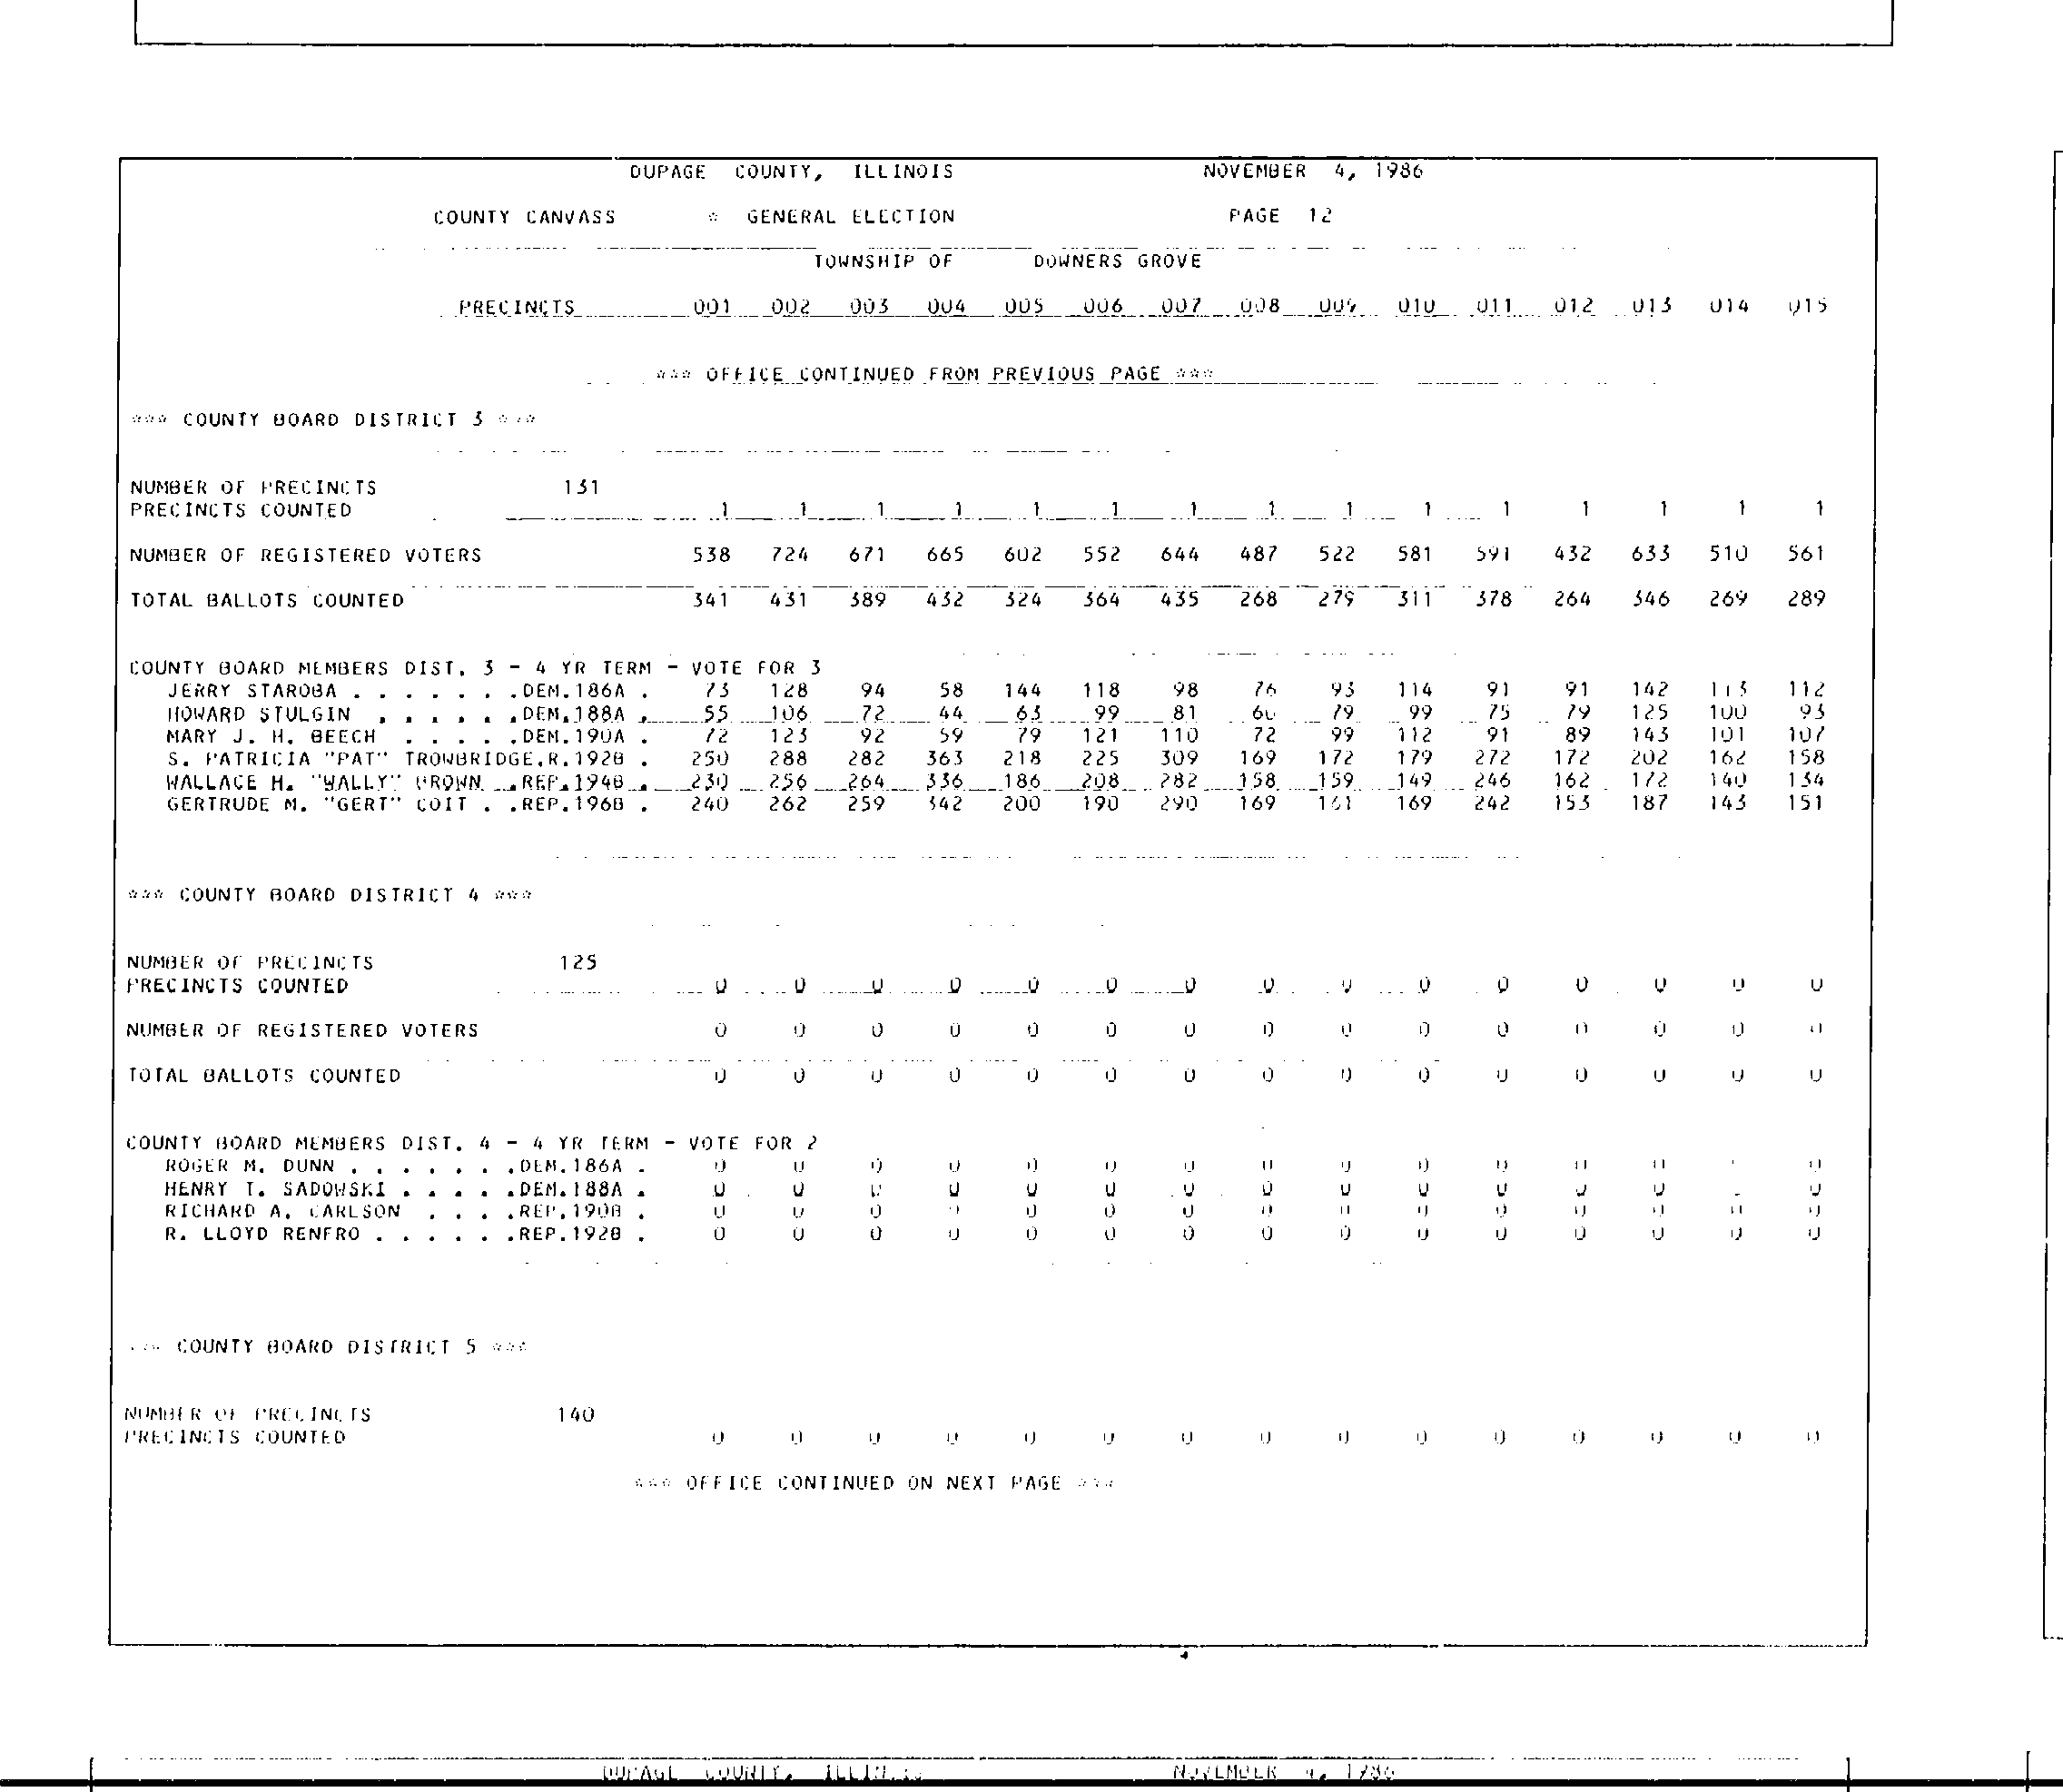 DUPAGE COUNTY, ILLINOIS NOVEMBER 4, 1986
COUNTY CANVASS * GENERAL ELECTION PAGE 12
TOWNSHIP OF DOWNERS GROVE
PRECINCTS 001 002 003 004 005 006 007 008 009 010 011 012 013 014 015
*** OFFICE CONTINUED FROM PREVIOUS PAGE ***
*** COUNTY BOARD DISTRICT 3 ***
NUMBER OF PRECINCTS 131
PRECINCTS COUNTED 1 1 1 1 1 1 1 1 1 1 1 1 1 1 1
NUMBER OF REGISTERED VOTERS 538 724 671 665 602 552 644 487 522 581 591 432 633 510 561
TOTAL BALLOTS COUNTED 341 431 389 432 324 364 435 268 279 311 378 264 346 269 289
COUNTY BOARD MEMBERS DIST. 3 - 4 YR TERM - VOTE FOR 3
JERRY STAROBA . . . . . . .DEM.186A . 73 128 94 58 144 118 98 76 93 114 91 91 142 113 112
HOWARD STULGIN . . . . . .DEM.188A . 55 106 72 44 63 99 81 60 79 99 75 79 125 100 93
MARY J. H. BEECH . . . . .DEM.190A . 72 123 92 59 79 121 110 72 99 112 91 89 143 101 107
S. PATRICIA "PAT" TROWBRIDGE.R.192B . 250 288 282 363 218 225 309 169 172 179 272 172 202 162 158
WALLACE H. "WALLY" BROWN . .REP.194B . 230 256 264 336 186 208 282 158 159 149 246 162 172 140 134
GERTRUDE M. "GERT" COIT . .REP.196B . 240 262 259 342 200 190 290 169 169 242 153 187 143 151
*** COUNTY BOARD DISTRICT 4 ***
NUMBER OF PRECINCTS 125
PRECINCTS COUNTED 0 0 0 0 0 0 0 0 0 0 0 0 0 0 0
NUMBER OF REGISTERED VOTERS 0 0 0 0 0 0 0 0 0 0 0 0 0 0 0
TOTAL BALLOTS COUNTED 0 0 0 0 0 0 0 0 0 0 0 0 0 0 0
COUNTY BOARD MEMBERS DIST. 4 - 4 YR TERM - VOTE FOR 2
ROGER M. DUNN . . . . . . .DEM.186A . 0 0 0 0 0 0 0 0 0 0 0 0 0 0
HENRY T. SADOWSKI . . . . .DEM.188A . 0 0 0 0 0 0 0 0 0 0 0 0 0 0
RICHARD A. CARLSON . . . .REP.190B . 0 0 0 0 0 0 0 0 0 0 0 0 0 0 0
R. LLOYD RENFRO . . . . . .REP.192B . 0 0 0 0 0 0 0 0 0 0 0 0 0 0 0
*** COUNTY BOARD DISTRICT 5 ***
NUMBER OF PRECINCTS 140
PRECINCTS COUNTED 0 0 0 0 0 0 0 0 0 0 0 0 0 0 0
*** OFFICE CONTINUED ON NEXT PAGE ***
DUPAGE COUNTY, ILLINOIS NOVEMBER 4, 1986